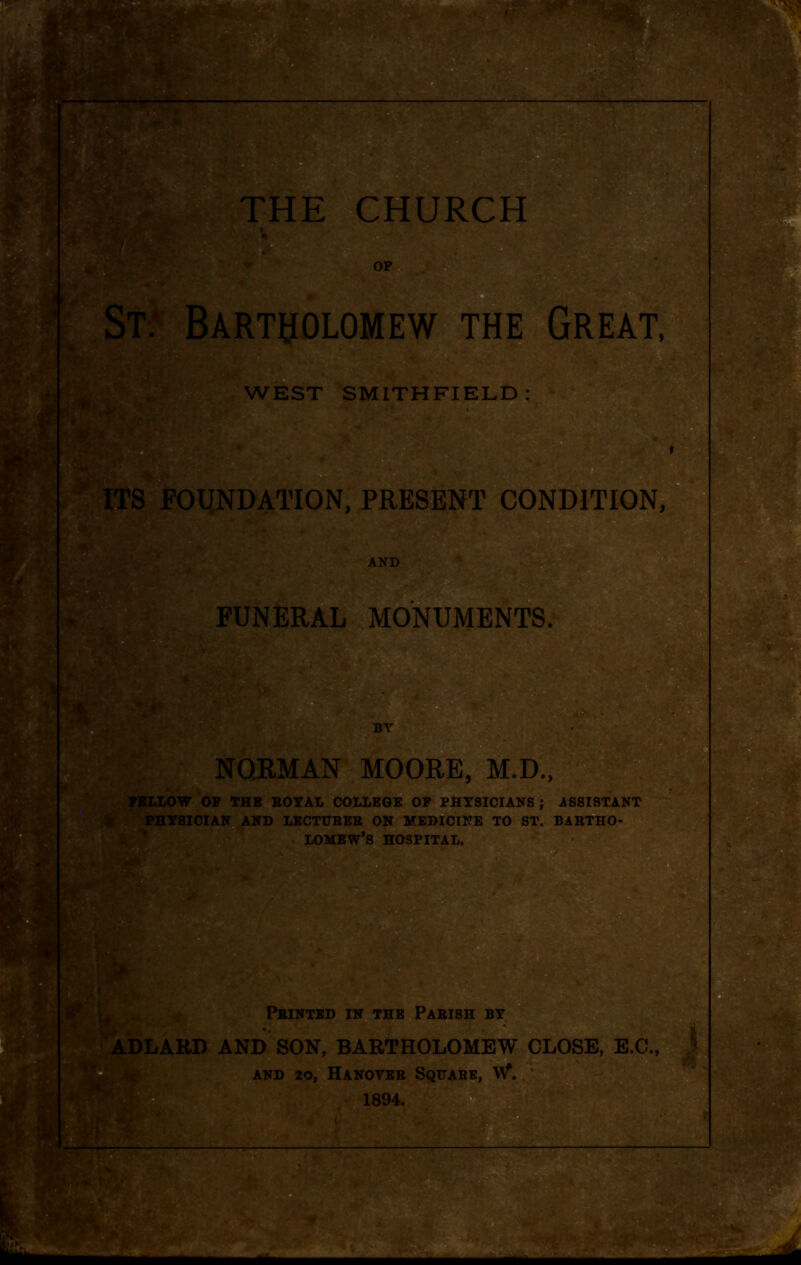 THE CHURCH
OF
ST. BARTHOLOMEW THE GREAT,
WEST SMITHFIELD:
ITS FOUNDATION, PRESENT CONDITION,
AND
FUNERAL MONUMENTS.
BY
NORMAN MOORE, M.D.,
FELLOW OF THE ROYAL COLLEGE OF PHYSICIANS; ASSISTANT
PHYSICIAN AND LECTURER ON MEDICINE TO ST. BARTHO-
LOMEW'S HOSPITAL.
PRINTED IN THE PARISH BY
ADLARD AND SON, BARTHOLOMEW CLOSE, E.C.,
AND 20, HANOVER SQUARE, W.
1894.